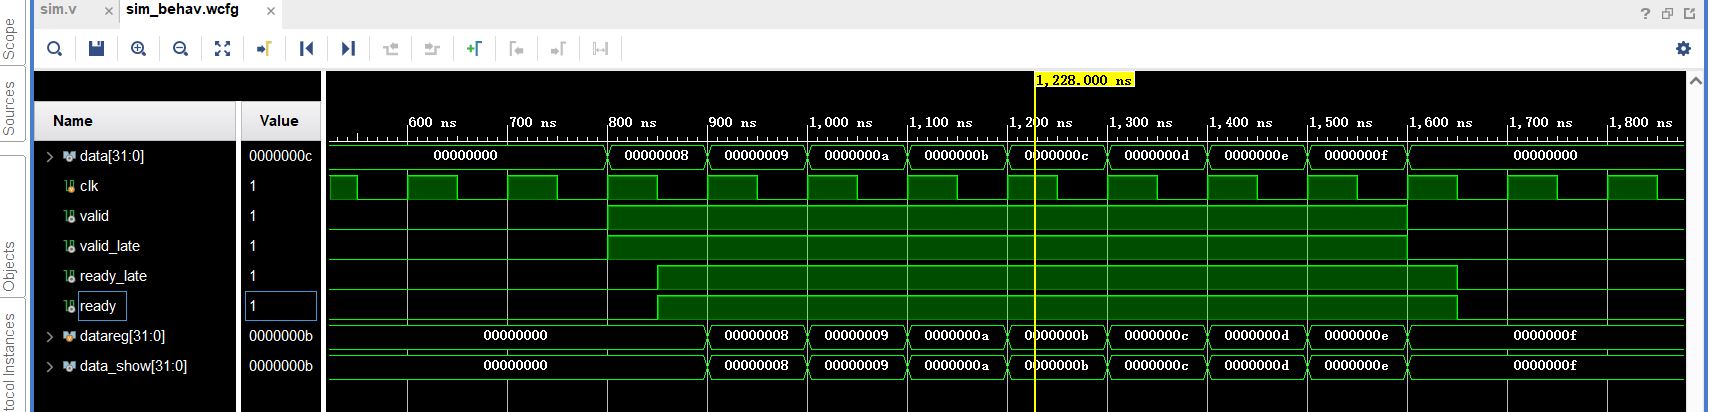 sim.v × sim_behav.wcfg × ?
Scope
Sources
Objects
tocol Instances
1,228.000 ns
Name Value
600 ns 700 ns 800 ns 900 ns 1,000 ns 1,100 ns 1,200 ns 1,300 ns 1,400 ns 1,500 ns 1,600 ns 1,700 ns 1,800 ns
data[31:0] 0000000c 00000000 00000008 00000009 0000000a 0000000b 0000000c 0000000d 0000000e 0000000f 00000000
clk 1
valid 1
valid_late 1
ready_late 1
ready 1
datareg[31:0] 0000000b 00000000 00000008 00000009 0000000a 0000000b 0000000c 0000000d 0000000e 0000000f
data_show[31:0] 0000000b 00000000 00000008 00000009 0000000a 0000000b 0000000c 0000000d 0000000e 0000000f